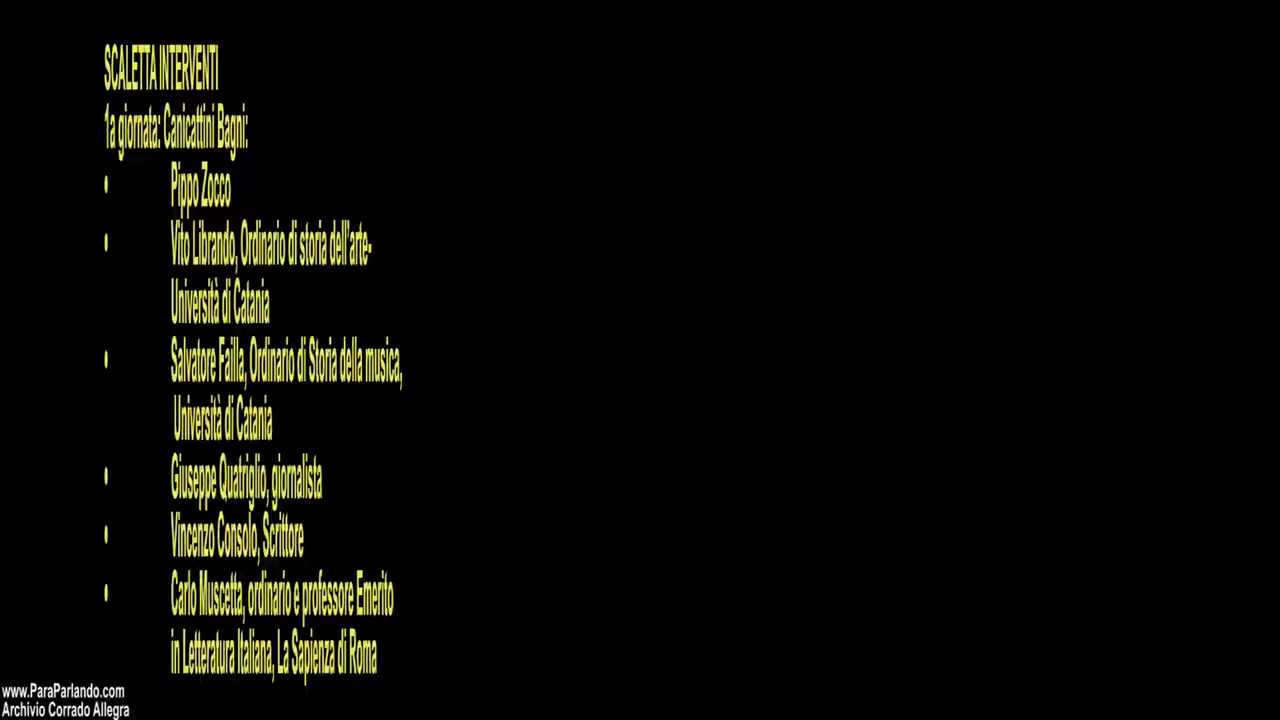 SCALETTA INTERVENTI
1a giornata: Canicattini Bagni:
• Pippo Zocco
• Vito Librando, Ordinario di storia dell'arte-
Università di Catania
• Salvatore Failla, Ordinario di Storia della musica,
Università di Catania
• Giuseppe Quatriglio, giornalista
• Vincenzo Consolo, Scrittore
• Carlo Muscetta, ordinario e professore Emerito
in Letteratura Italiana, La Sapienza di Roma
www.ParaParlando.com
Archivio Corrado Allegra